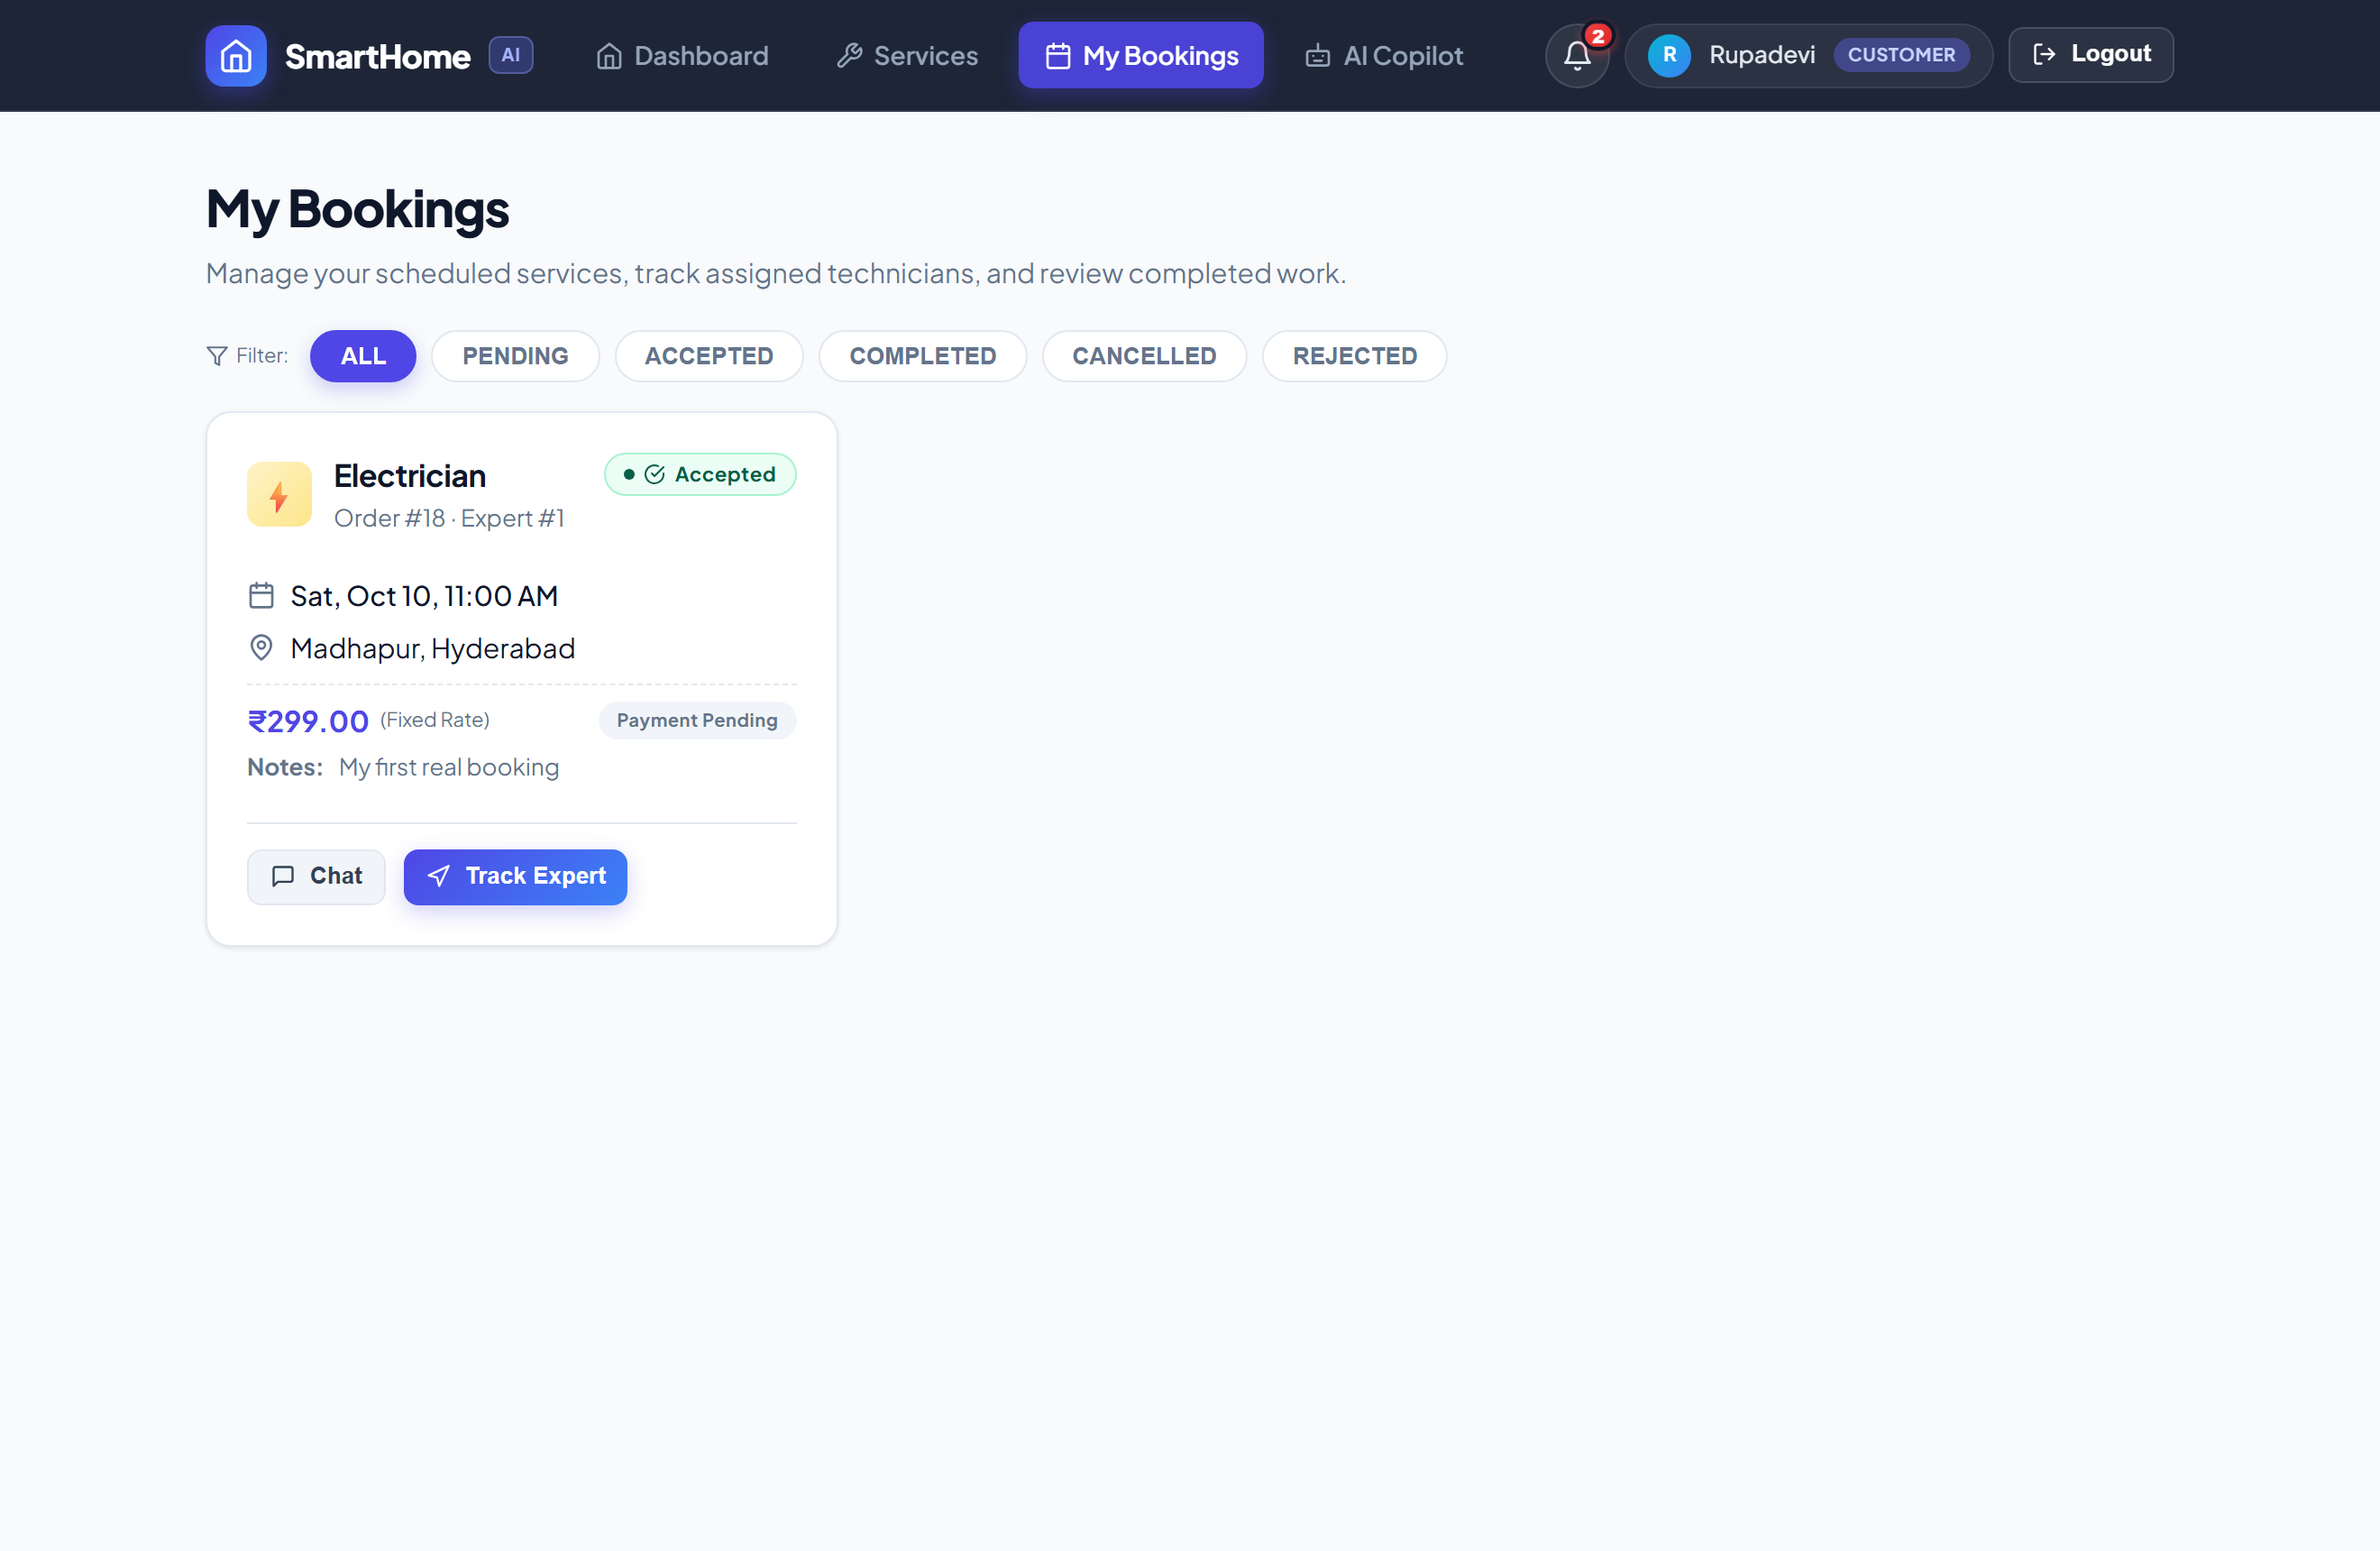 SmartHome AI Dashboard Services My Bookings AI Copilot 2 R Rupadevi CUSTOMER Logout
My Bookings
Manage your scheduled services, track assigned technicians, and review completed work.
Filter: ALL PENDING ACCEPTED COMPLETED CANCELLED REJECTED
Electrician Accepted
Order #18 · Expert #1
Sat, Oct 10, 11:00 AM
Madhapur, Hyderabad
₹299.00 (Fixed Rate) Payment Pending
Notes: My first real booking
Chat Track Expert